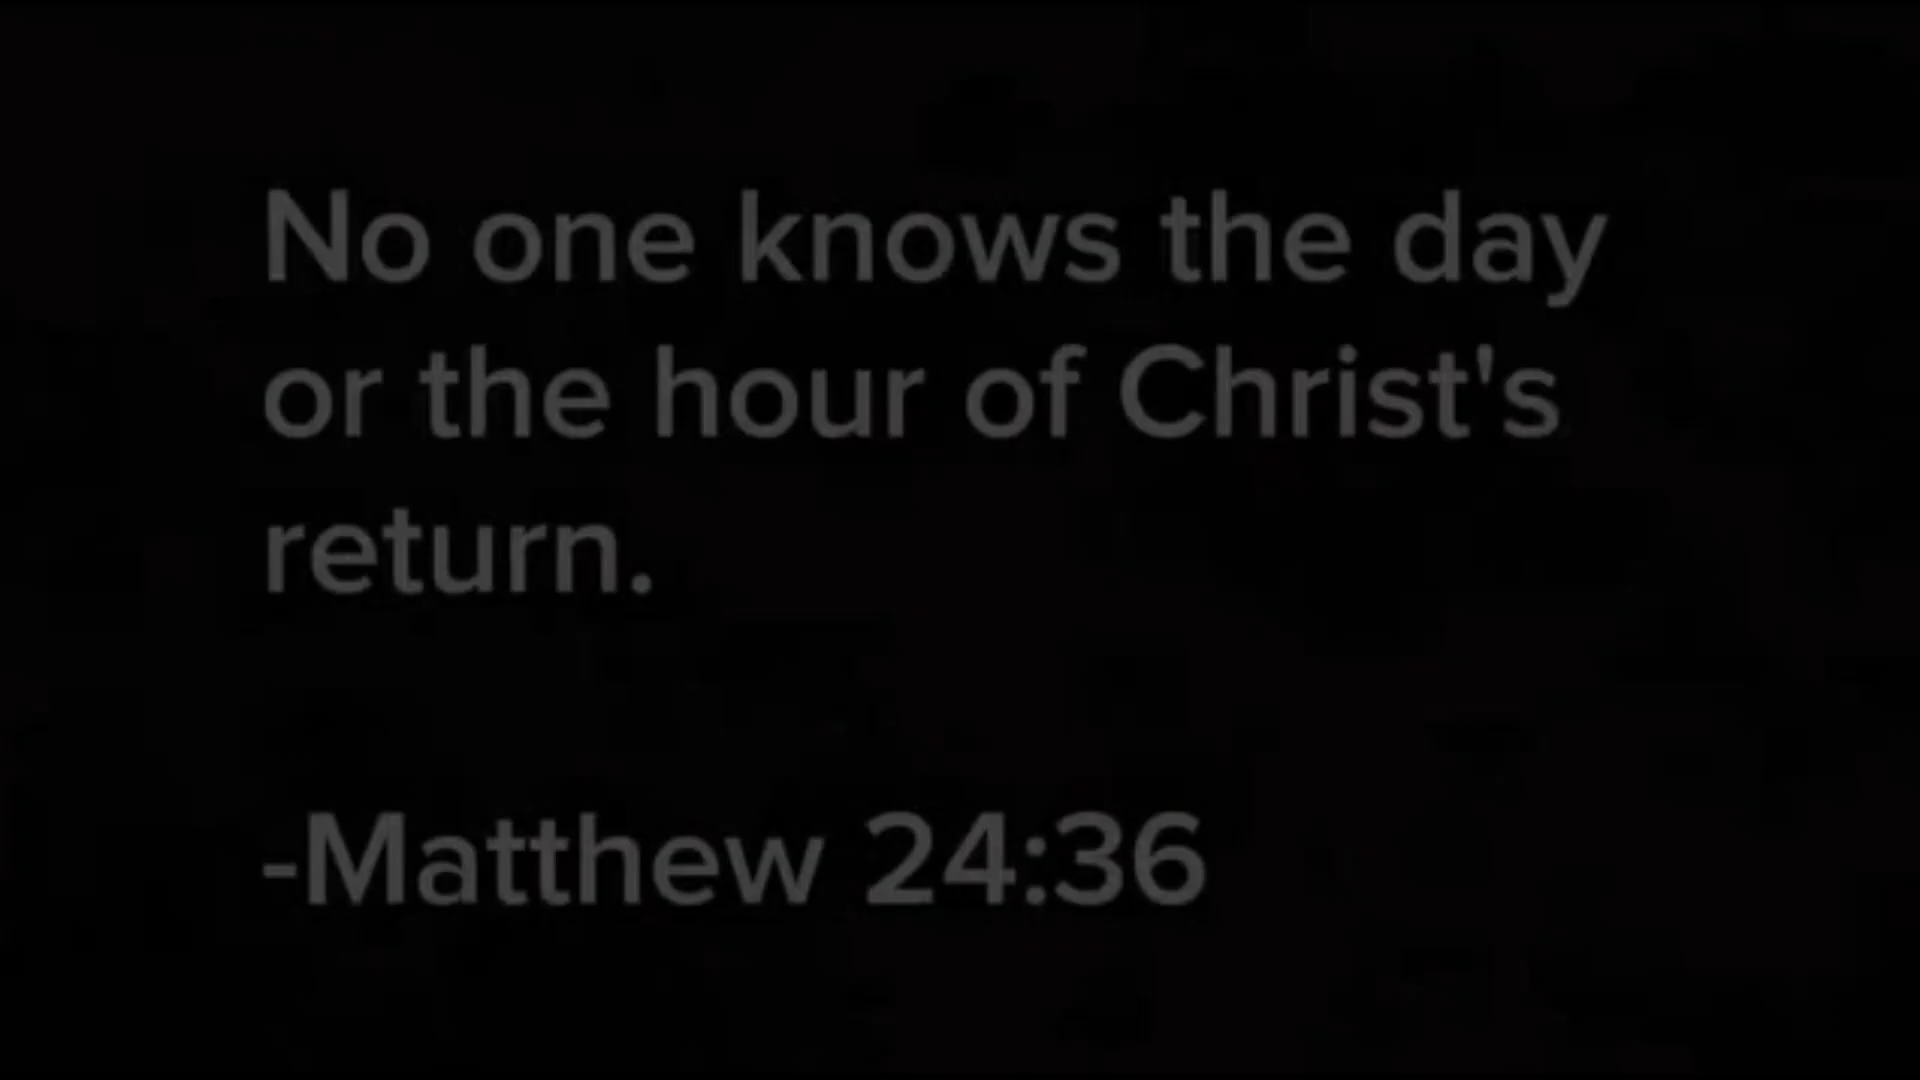 No one knows the day
or the hour of Christ's
return.
-Matthew 24:36